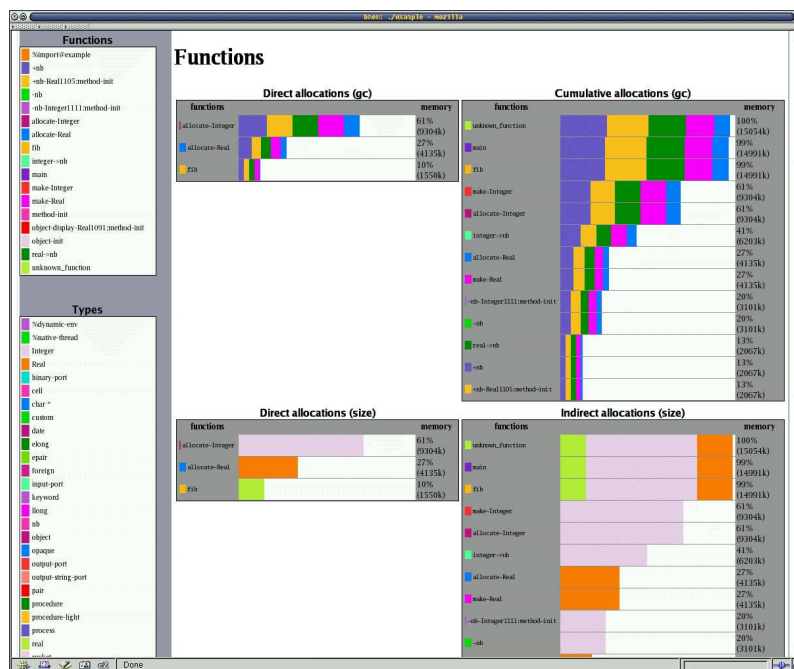 bmem: ./example - Mozilla
Functions
%import@example
+nb
+nb-Real1105:method-init
-nb
-nb-Integer1111:method-init
allocate-Integer
allocate-Real
fib
integer->nb
main
make-Integer
make-Real
method-init
object-display-Real1091:method-init
object-init
real->nb
unknown_function
Types
%dynamic-env
%native-thread
Integer
Real
binary-port
cell
char *
custom
date
elong
epair
foreign
input-port
keyword
llong
nb
object
opaque
output-port
output-string-port
pair
procedure
procedure-light
process
real
Functions
Direct allocations (gc)
functions memory
allocate-Integer 61% (9304k)
allocate-Real 27% (4135k)
fib 10% (1550k)
Cumulative allocations (gc)
functions memory
unknown_function 100% (15054k)
main 99% (14991k)
fib 99% (14991k)
make-Integer 61% (9304k)
allocate-Integer 61% (9304k)
integer->nb 41% (6203k)
allocate-Real 27% (4135k)
make-Real 27% (4135k)
-nb-Integer1111:method-init 20% (3101k)
-nb 20% (3101k)
real->nb 13% (2067k)
+nb 13% (2067k)
+nb-Real1105:method-init 13% (2067k)
Direct allocations (size)
functions memory
allocate-Integer 61% (9304k)
allocate-Real 27% (4135k)
fib 10% (1550k)
Indirect allocations (size)
functions memory
unknown_function 100% (15054k)
main 99% (14991k)
fib 99% (14991k)
make-Integer 61% (9304k)
allocate-Integer 61% (9304k)
integer->nb 41% (6203k)
allocate-Real 27% (4135k)
make-Real 27% (4135k)
-nb-Integer1111:method-init 20% (3101k)
-nb 20% (3101k)
Done